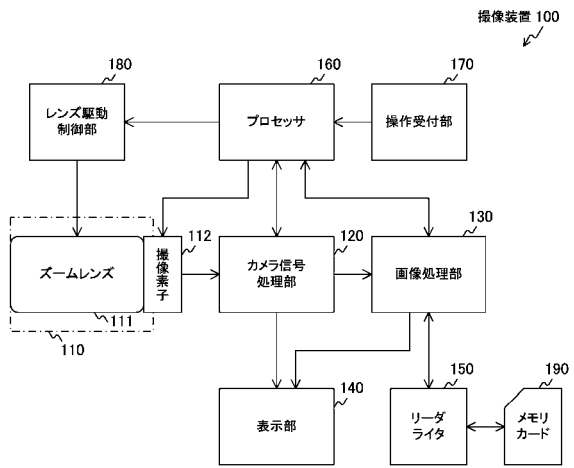 撮像装置 100
180
160
170
レンズ駆動
制御部
プロセッサ
操作受付部
112
120
130
ズームレンズ
撮像素子
カメラ信号
処理部
画像処理部
111
110
140
150
190
表示部
リーダ
ライタ
メモリ
カード